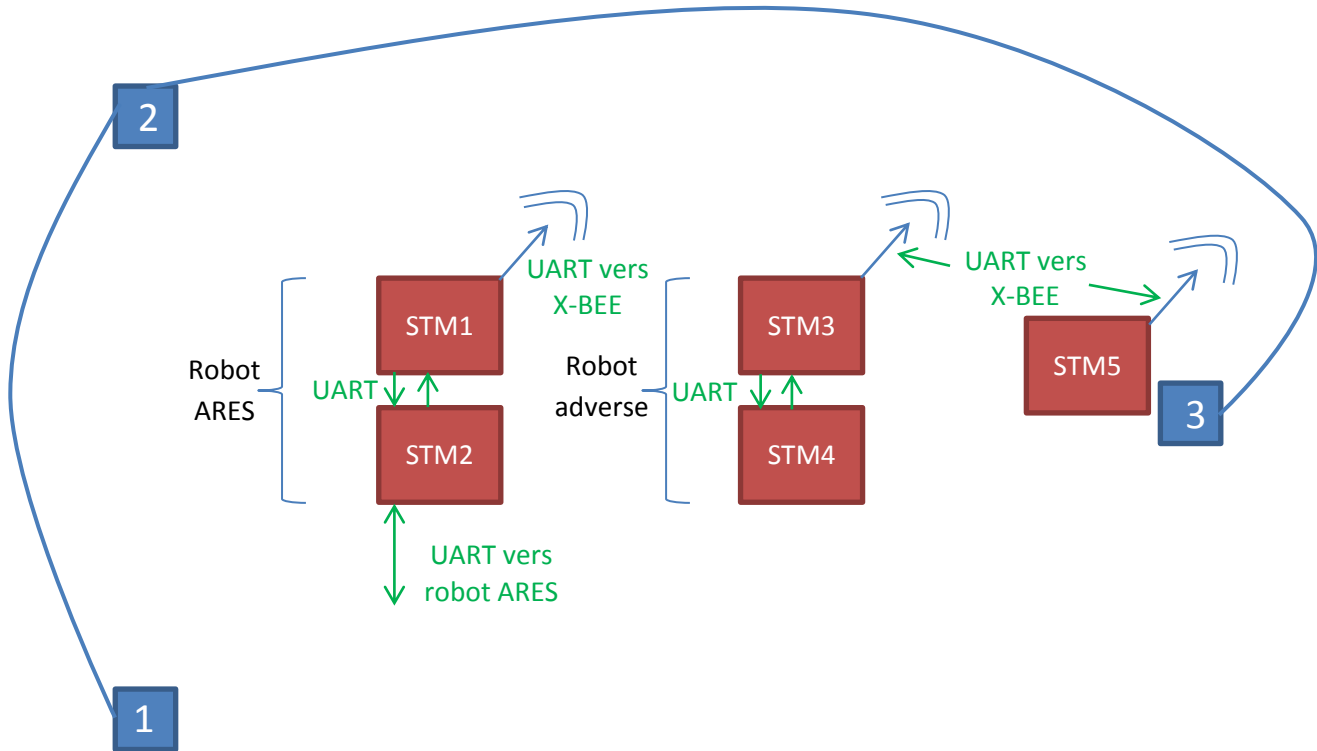 2
UART vers
X-BEE
UART vers
X-BEE
STM1
STM3
STM5
Robot
ARES
UART
Robot
adverse
UART
3
STM2
STM4
UART vers
robot ARES
1